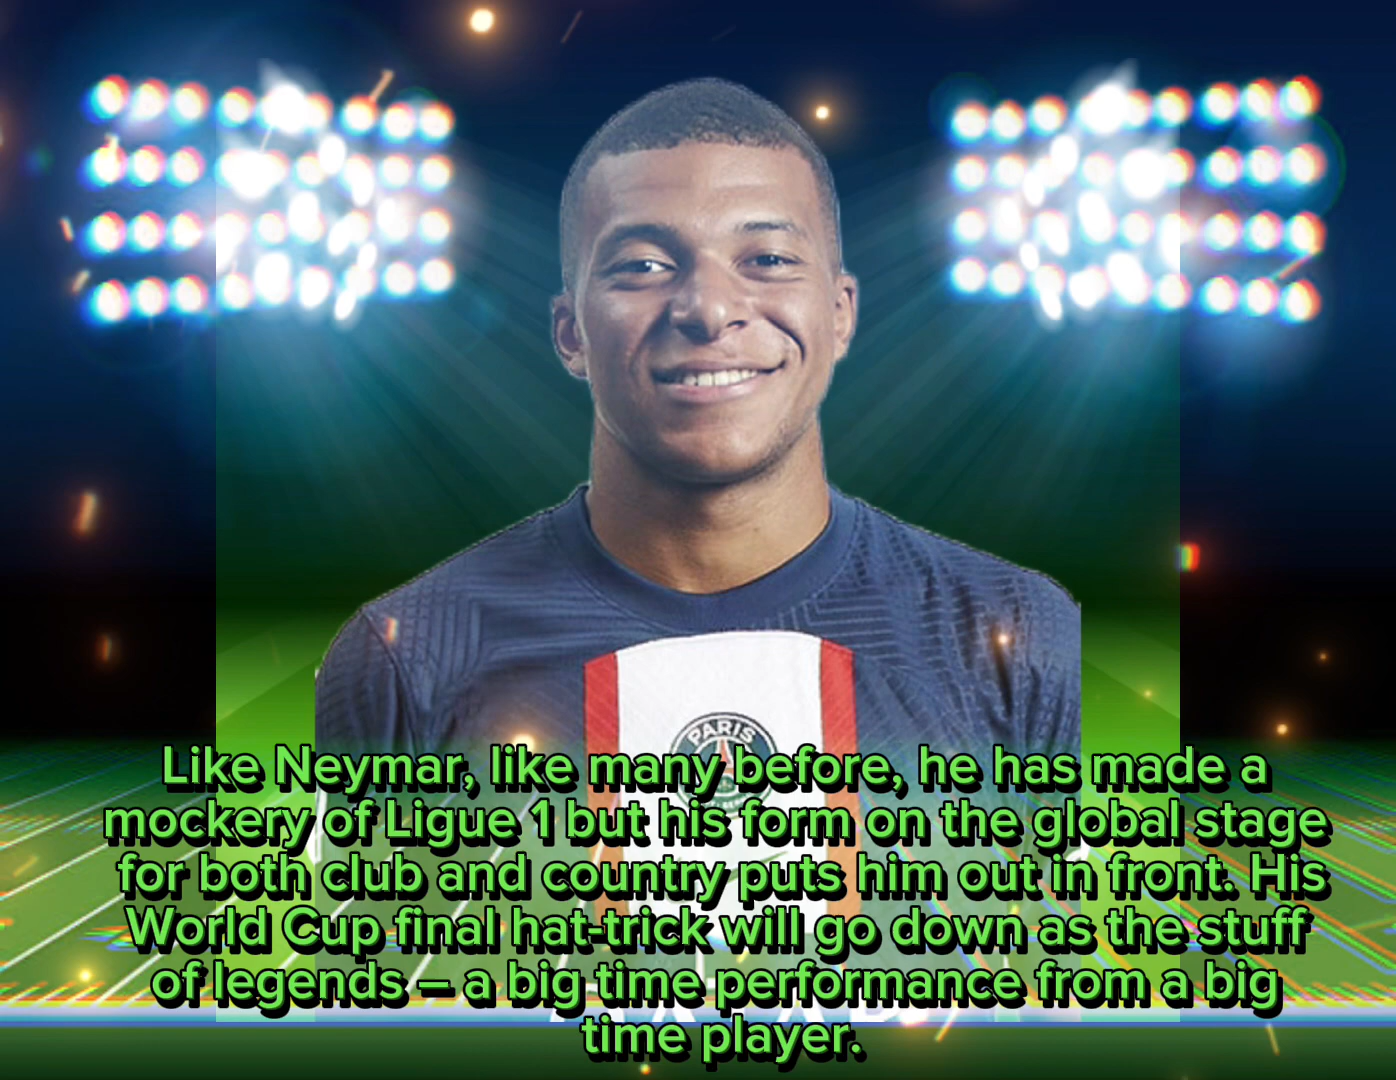 PARIS
Like Neymar, like many before, he has made a
mockery of Ligue 1 but his form on the global stage
for both club and country puts him out in front. His
World Cup final hat-trick will go down as the stuff
of legends – a big time performance from a big
time player.